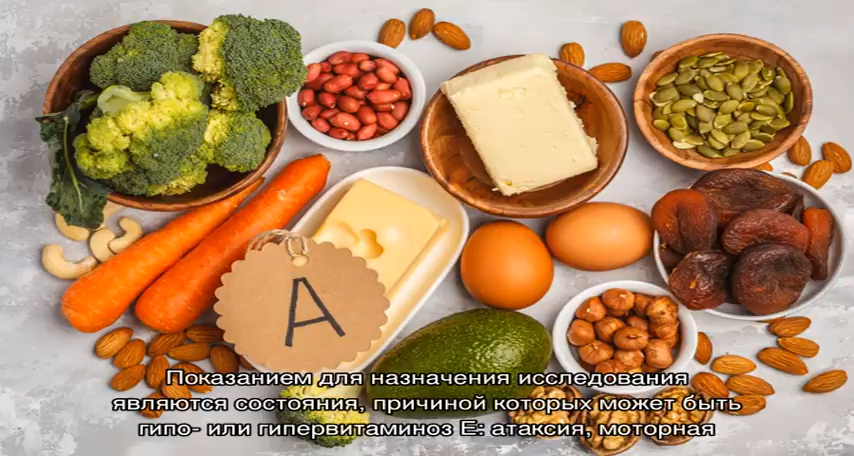 A
Показанием для назначения исследования
являются состояния, причиной которых может быть
гипо- или гипервитаминоз Е: атаксия, моторная